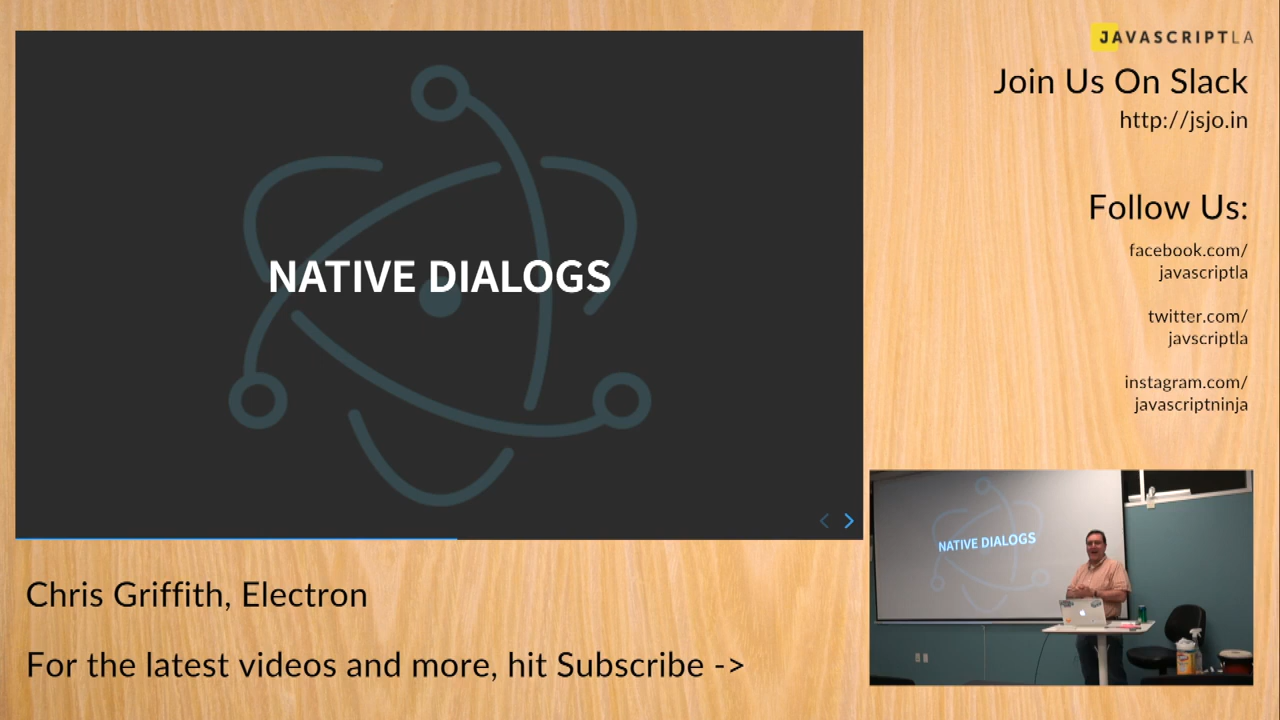 NATIVE DIALOGS
JAVASCRIPTLA
Join Us On Slack
http://jsjo.in
Follow Us:
facebook.com/
javascriptla
twitter.com/
javscriptla
instagram.com/
javascriptninja
NATIVE DIALOGS
Chris Griffith, Electron
For the latest videos and more, hit Subscribe ->